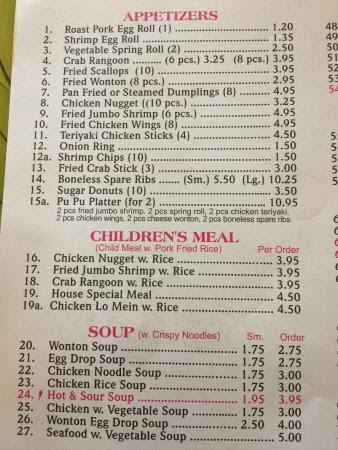 APPETIZERS
1. Roast Pork Egg Roll (1) 1.20
2. Shrimp Egg Roll 1.35
3. Vegetable Spring Roll (2) 2.50
4. Crab Rangoon (6 pcs.) 3.25 (8 pcs.) 3.95
5. Fried Scallops (10) 3.95
6. Fried Wonton (8 pcs.) 2.95
7. Pan Fried or Steamed Dumplings (8) 4.95
8. Chicken Nugget ((10 pcs.) 3.25
9. Fried Jumbo Shrimp (6 pcs.) 4.95
10. Fried Chicken Wings (8) 4.95
11. Teriyaki Chicken Sticks (4) 4.50
12. Onion Ring 1.50
12a. Shrimp Chips (10) 1.50
13. Fried Crab Stick (3) 2.95
14. Boneless Spare Ribs (Sm.) 5.50 (Lg.) 10.25
15. Sugar Donuts (10) 3.50
15a. Pu Pu Platter (for 2) 10.95
2 pcs fried jumbo shrimp. 2 pcs spring roll, 2 pcs chicken teriyaki.
2 pcs chicken wings, 2 pcs cheese wonton, 2 pcs boneless spare ribs.
CHILDREN'S MEAL
(Child Meal w. Pork Fried Rice) Per Order
16. Chicken Nugget w. Rice 3.95
17. Fried Jumbo Shrimp w. Rice 3.95
18. Crab Rangoon w. Rice 3.95
19. House Special Meal 4.50
19a. Chicken Lo Mein w. Rice 4.50
SOUP (w. Crispy Noodles) Sm. Order
20. Wonton Soup 1.75 2.75
21. Egg Drop Soup 1.75 2.75
22. Chicken Noodle Soup 1.75 3.00
23. Chicken Rice Soup 1.75 3.00
24. Hot & Sour Soup 1.95 3.95
25. Chicken w. Vegetable Soup 1.75 3.00
26. Wonton Egg Drop Soup 2.50 4.00
27. Seafood w. Vegetable Soup 5.00